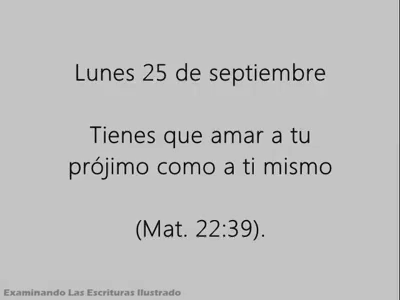 Lunes 25 de septiembre
Tienes que amar a tu
prójimo como a ti mismo
(Mat. 22:39).
Examinando Las Escrituras Ilustrado